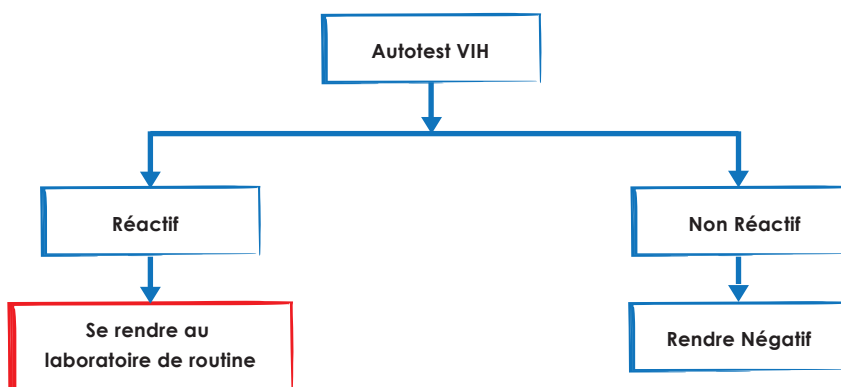 Autotest VIH
Réactif
Non Réactif
Se rendre au
laboratoire de routine
Rendre Négatif